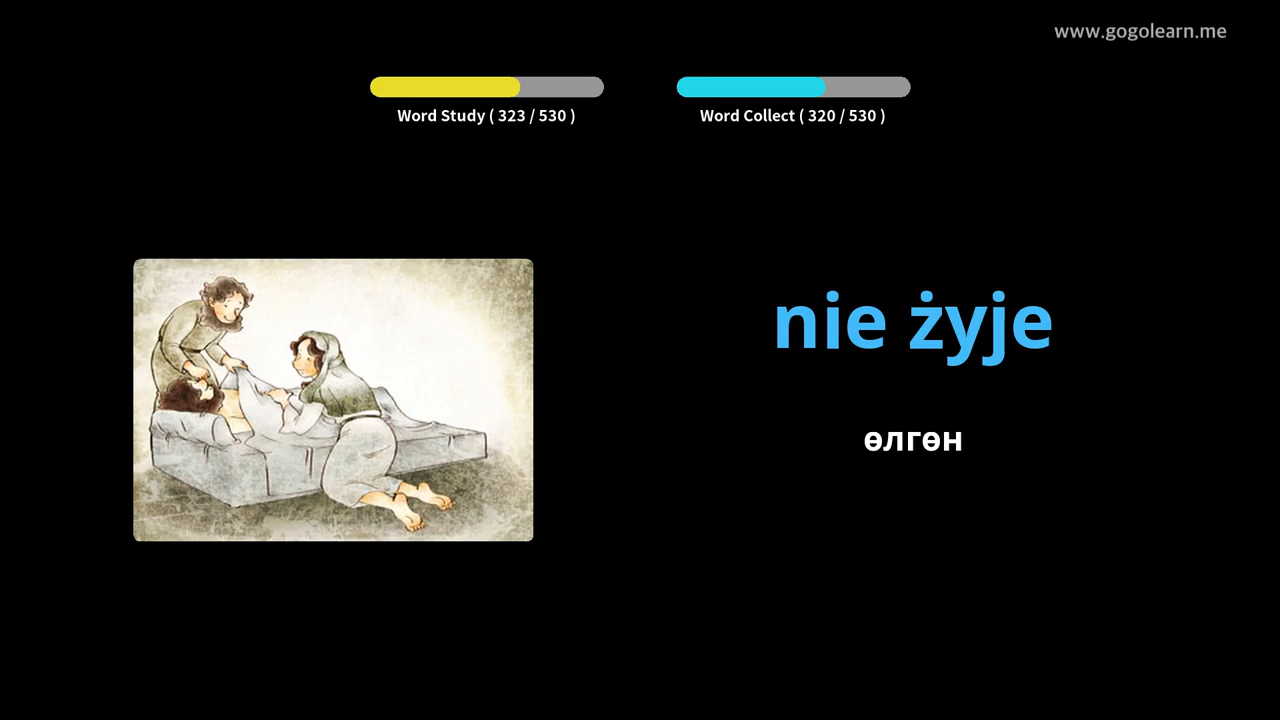 www.gogolearn.me
Word Study ( 323 / 530 )
Word Collect ( 320 / 530 )
nie żyje
өлгөн